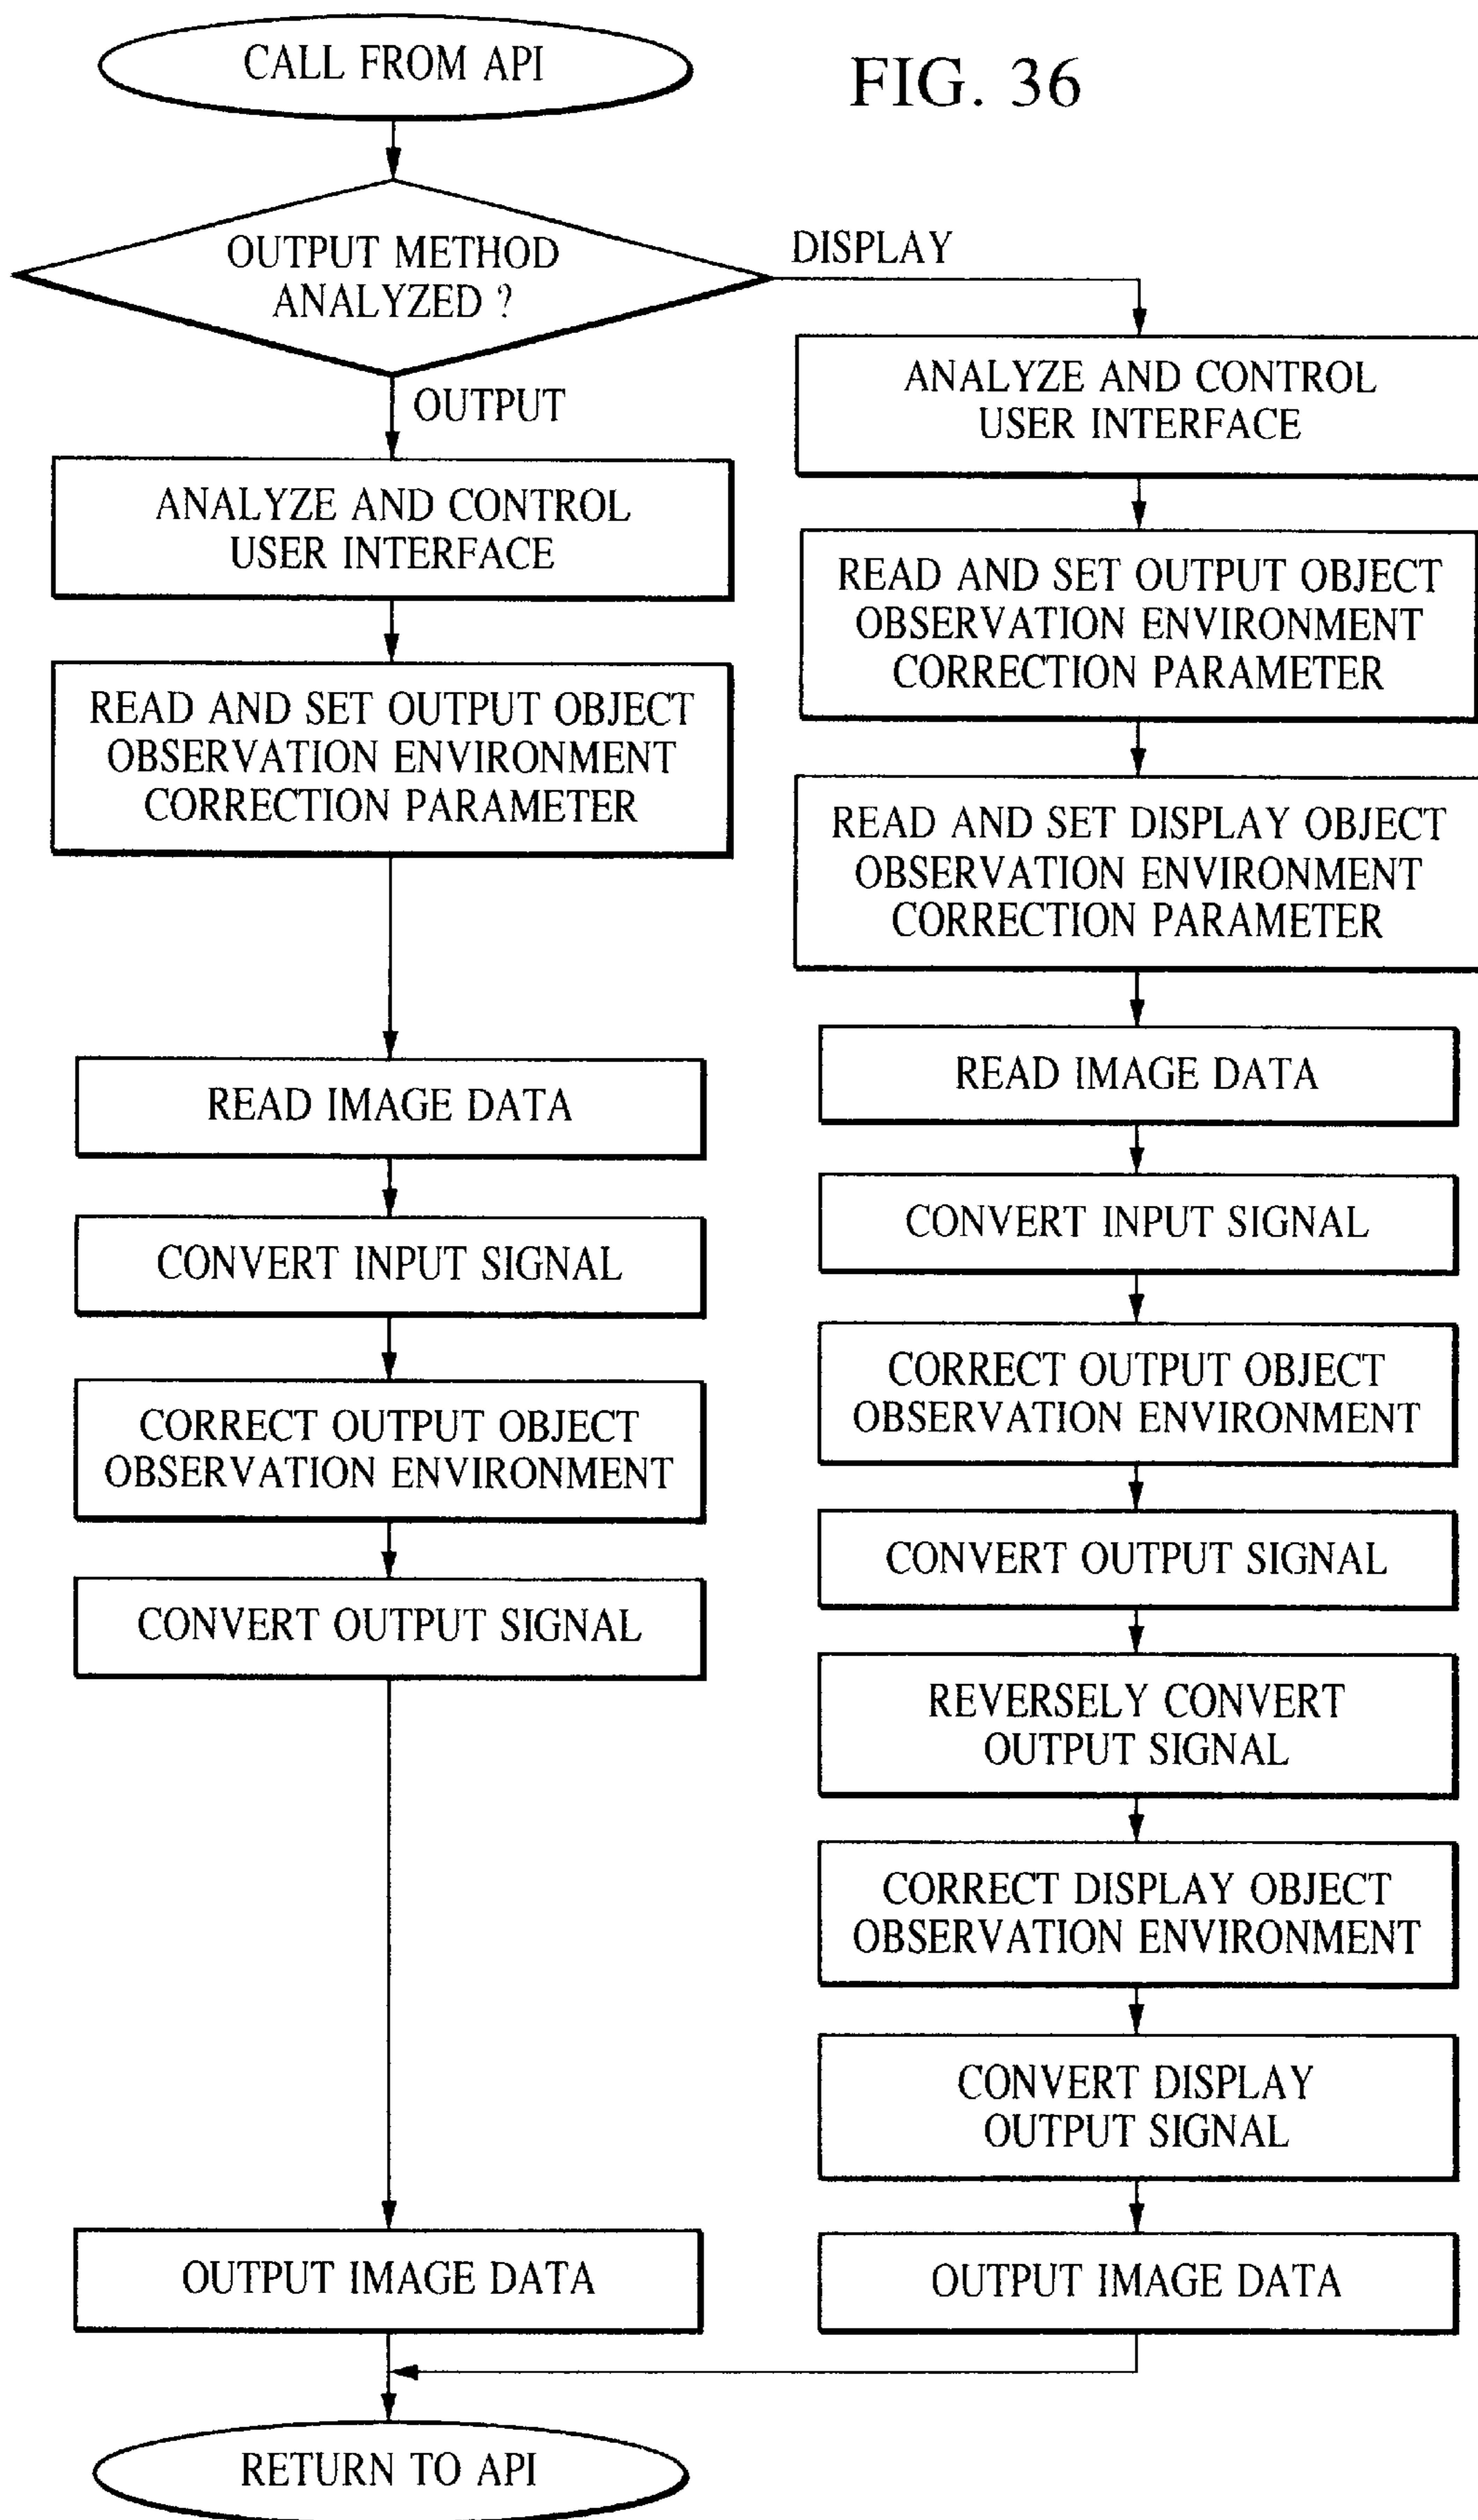 CALL FROM API
FIG. 36
OUTPUT METHOD
ANALYZED ?
DISPLAY
OUTPUT
ANALYZE AND CONTROL
USER INTERFACE
READ AND SET OUTPUT OBJECT
OBSERVATION ENVIRONMENT
CORRECTION PARAMETER
READ IMAGE DATA
CONVERT INPUT SIGNAL
CORRECT OUTPUT OBJECT
OBSERVATION ENVIRONMENT
CONVERT OUTPUT SIGNAL
OUTPUT IMAGE DATA
ANALYZE AND CONTROL
USER INTERFACE
READ AND SET OUTPUT OBJECT
OBSERVATION ENVIRONMENT
CORRECTION PARAMETER
READ AND SET DISPLAY OBJECT
OBSERVATION ENVIRONMENT
CORRECTION PARAMETER
READ IMAGE DATA
CONVERT INPUT SIGNAL
CORRECT OUTPUT OBJECT
OBSERVATION ENVIRONMENT
CONVERT OUTPUT SIGNAL
REVERSELY CONVERT
OUTPUT SIGNAL
CORRECT DISPLAY OBJECT
OBSERVATION ENVIRONMENT
CONVERT DISPLAY
OUTPUT SIGNAL
OUTPUT IMAGE DATA
RETURN TO API